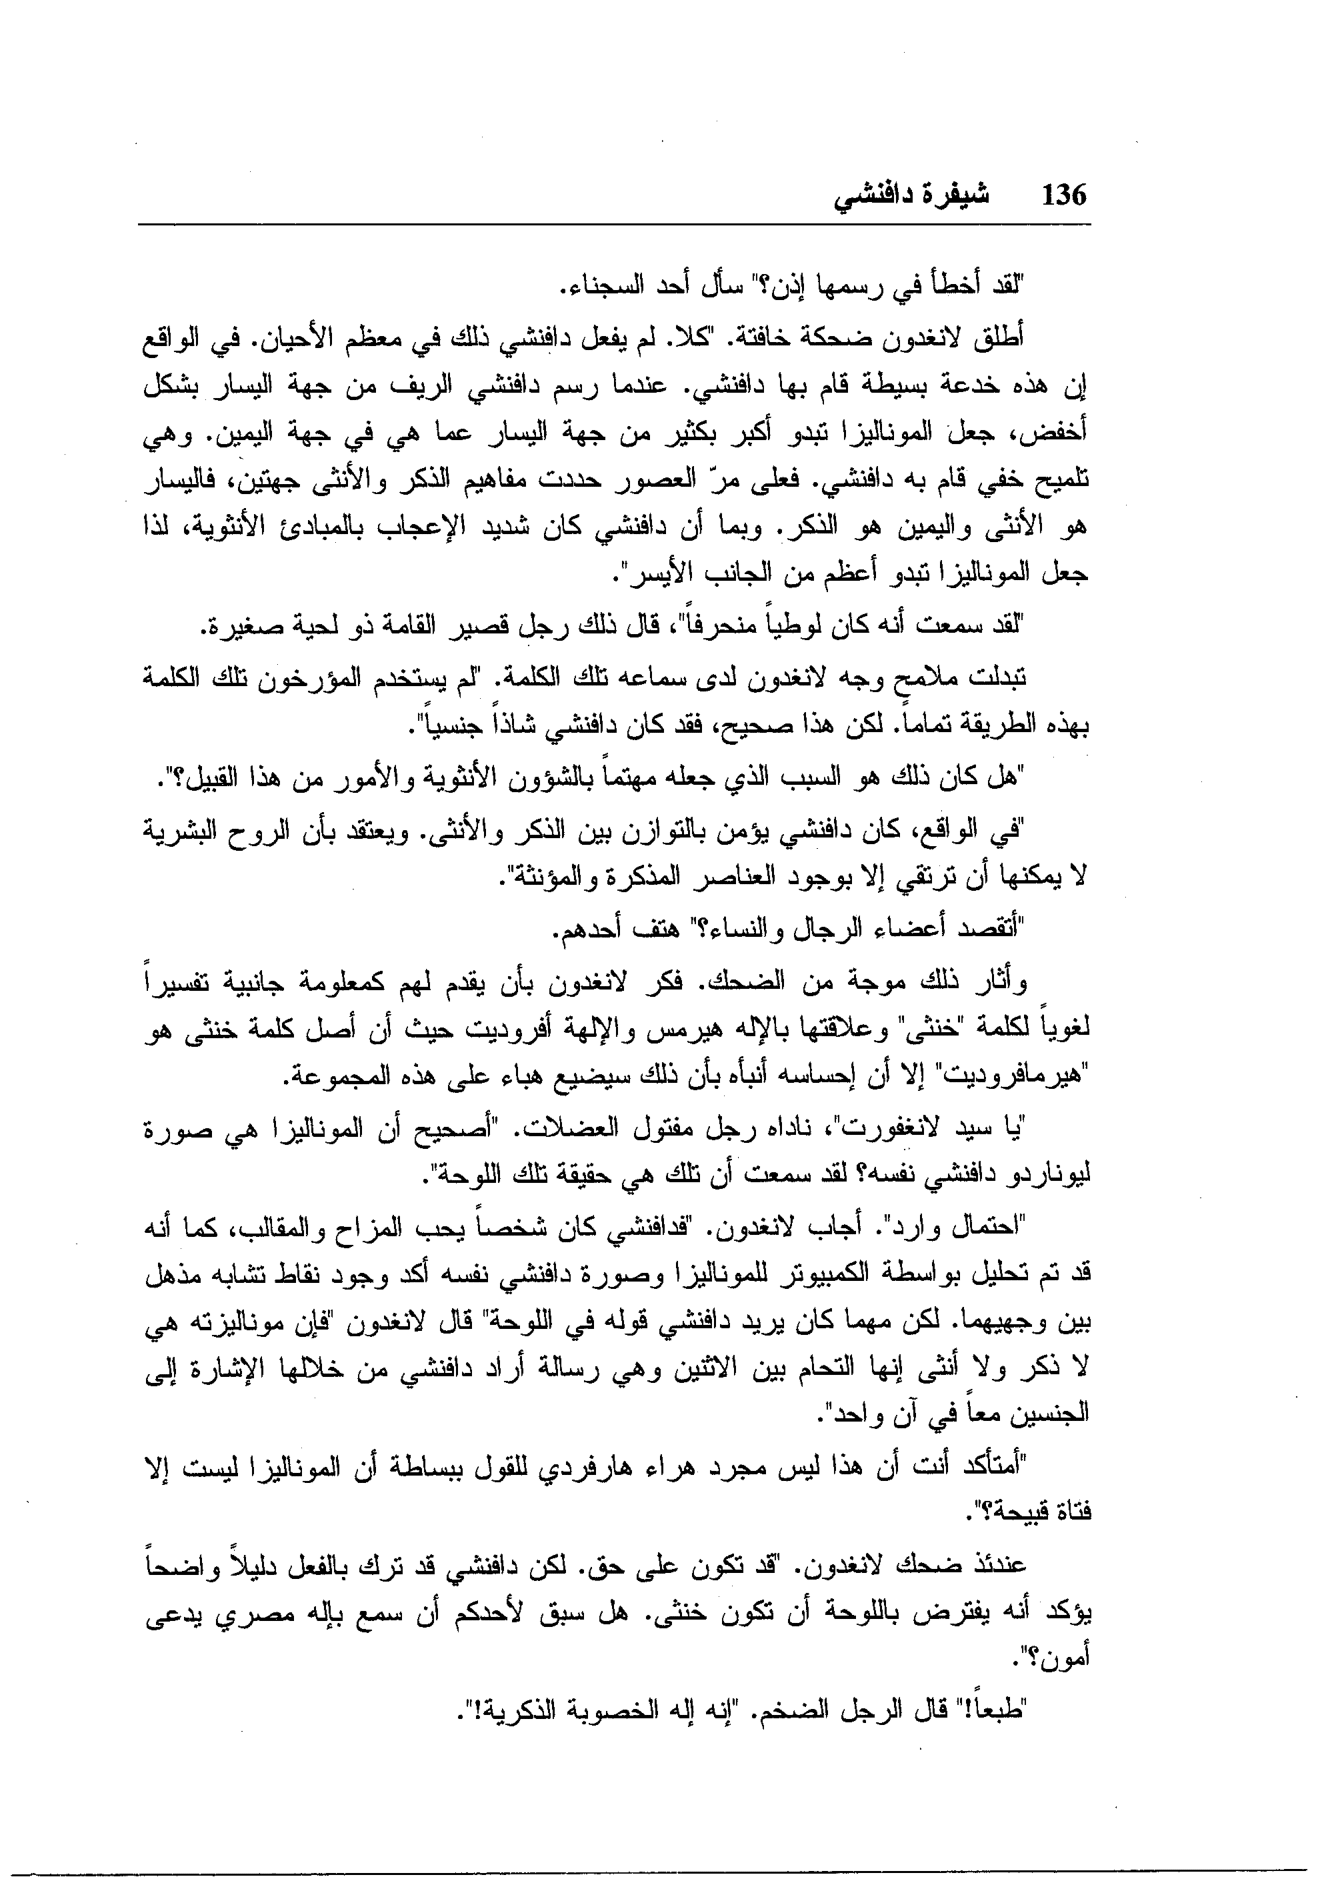 136 شيفرة دافنشي
"لقد أخطأ في رسمها إذن؟" سأل أحد السجناء.
أطلق لانغدون ضحكة خافتة. "كلا. لم يفعل دافنشي ذلك في معظم الأحيان. في الواقع
إن هذه خدعة بسيطة قام بها دافنشي. عندما رسم دافنشي الريف من جهة اليسار بشكل
أخفض، جعل الموناليزا تبدو أكبر بكثير من جهة اليسار عما هي في جهة اليمين. وهي
تلميح خفي قام به دافنشي. فعلى مرّ العصور حددت مفاهيم الذكر والأنثى جهتين، فاليسار
هو الأنثى واليمين هو الذكر. وبما أن دافنشي كان شديد الإعجاب بالمبادئ الأنثوية، لذا
جعل الموناليزا تبدو أعظم من الجانب الأيسر".
"لقد سمعت أنه كان لوطياً منحرفاً"، قال ذلك رجل قصير القامة ذو لحية صغيرة.
تبدلت ملامح وجه لانغدون لدى سماعه تلك الكلمة. "لم يستخدم المؤرخون تلك الكلمة
بهذه الطريقة تماماً. لكن هذا صحيح، فقد كان دافنشي شاذاً جنسياً".
"هل كان ذلك هو السبب الذي جعله مهتماً بالشؤون الأنثوية والأمور من هذا القبيل؟".
"في الواقع، كان دافنشي يؤمن بالتوازن بين الذكر والأنثى. ويعتقد بأن الروح البشرية
لا يمكنها أن ترتقي إلا بوجود العناصر المذكرة والمؤنثة".
"أتقصد أعضاء الرجال والنساء؟" هتف أحدهم.
وأثار ذلك موجة من الضحك. فكر لانغدون بأن يقدم لهم كمعلومة جانبية تفسيراً
لغوياً لكلمة "خنثى" وعلاقتها بالإله هيرمس والإلهة أفروديت حيث أن أصل كلمة خنثى هو
"هيرمافروديت" إلا أن إحساسه أنبأه بأن ذلك سيضيع هباء على هذه المجموعة.
"يا سيد لانغفورت"، ناداه رجل مفتول العضلات. "أصحيح أن الموناليزا هي صورة
ليوناردو دافنشي نفسه؟ لقد سمعت أن تلك هي حقيقة تلك اللوحة".
"احتمال وارد". أجاب لانغدون. "فدافنشي كان شخصاً يحب المزاح والمقالب، كما أنه
قد تم تحليل بواسطة الكمبيوتر للموناليزا وصورة دافنشي نفسه أكد وجود نقاط تشابه مذهل
بين وجهيهما. لكن مهما كان يريد دافنشي قوله في اللوحة" قال لانغدون "فإن موناليزته هي
لا ذكر ولا أنثى إنها التحام بين الاثنين وهي رسالة أراد دافنشي من خلالها الإشارة إلى
الجنسين معاً في آن واحد".
"أمتأكد أنت أن هذا ليس مجرد هراء هارفردي للقول ببساطة أن الموناليزا ليست إلا
فتاة قبيحة؟".
عندئذ ضحك لانغدون. "قد تكون على حق. لكن دافنشي قد ترك بالفعل دليلاً واضحاً
يؤكد أنه يفترض باللوحة أن تكون خنثى. هل سبق لأحدكم أن سمع بإله مصري يدعى
أمون؟".
"طبعاً!" قال الرجل الضخم. "إنه إله الخصوبة الذكرية!".